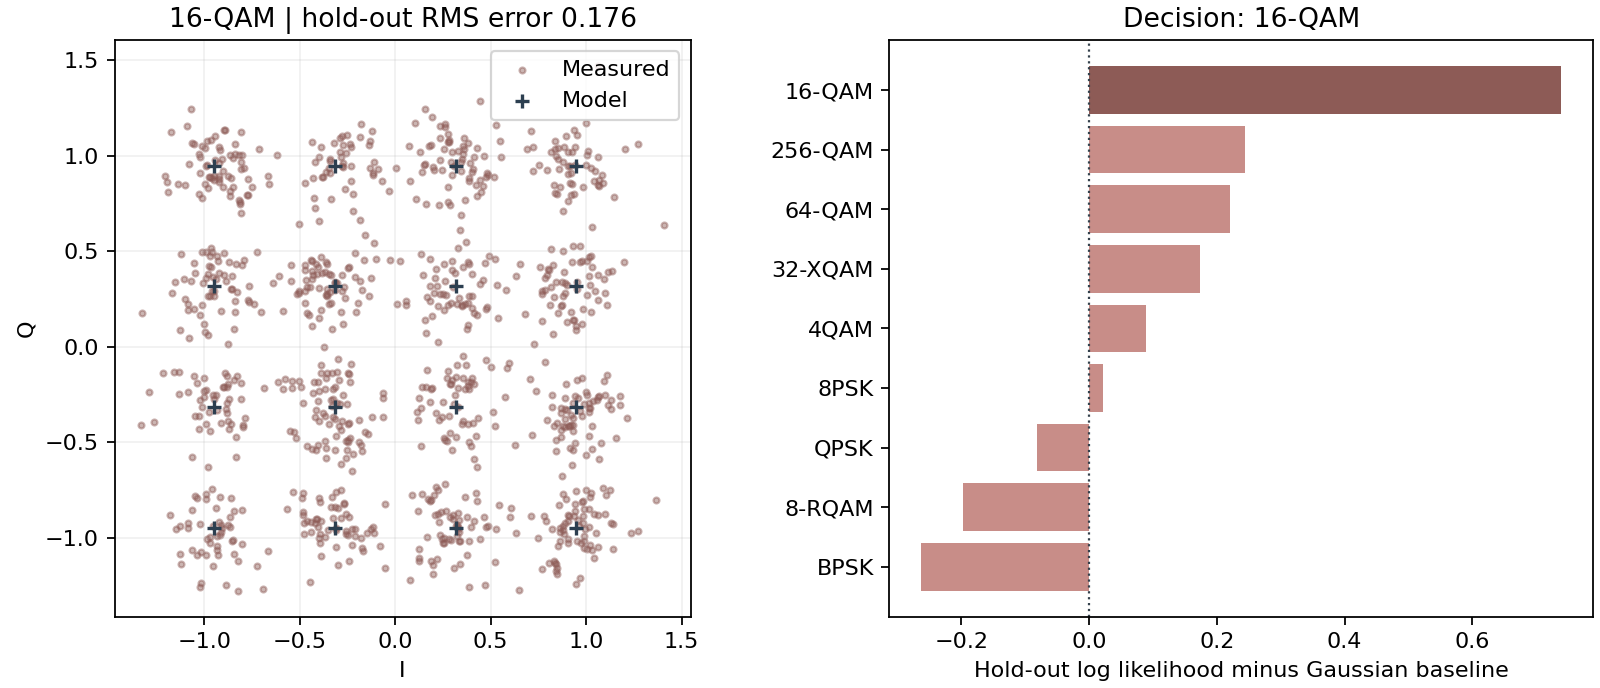 16-QAM | hold-out RMS error 0.176
Measured
Model
1.5
1.0
0.5
0.0
−0.5
−1.0
Q
−1.0
−0.5
0.0
0.5
1.0
1.5
I
Decision: 16-QAM
16-QAM
256-QAM
64-QAM
32-XQAM
4QAM
8PSK
QPSK
8-RQAM
BPSK
−0.2
0.0
0.2
0.4
0.6
Hold-out log likelihood minus Gaussian baseline